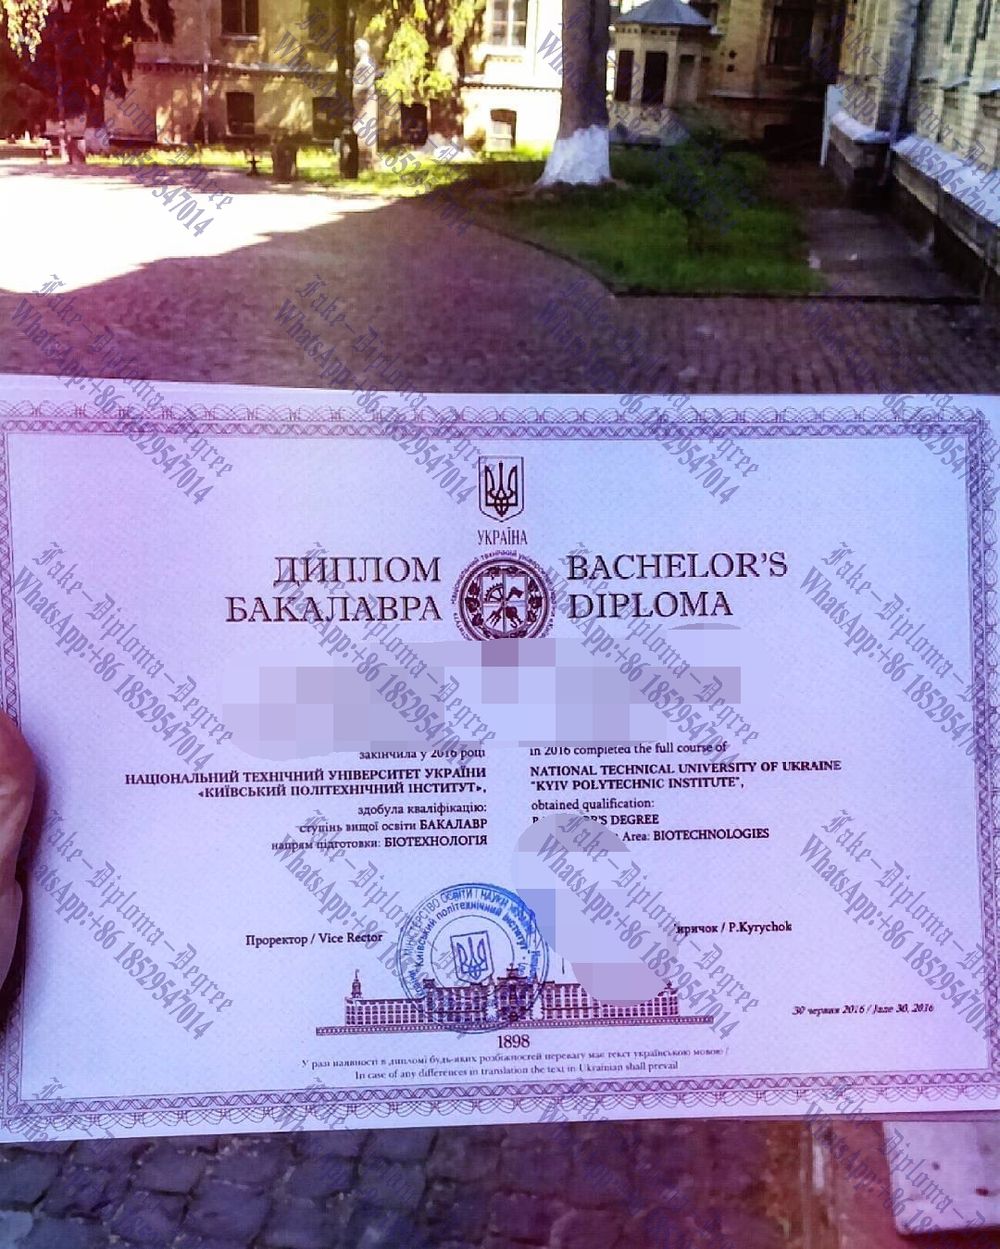 Fake-Diploma-Degree
WhatsApp:+86 18529547014
УКРАЇНА
ДИПЛОМ
БАКАЛАВРА
BACHELOR'S
DIPLOMA
закінчила у 2016 році
НАЦІОНАЛЬНИЙ ТЕХНІЧНИЙ УНІВЕРСИТЕТ УКРАЇНИ
«КИЇВСЬКИЙ ПОЛІТЕХНІЧНИЙ ІНСТИТУТ»,
здобула кваліфікацію:
ступінь вищої освіти БАКАЛАВР
напрям підготовки: БІОТЕХНОЛОГІЯ
in 2016 completed the full course of
NATIONAL TECHNICAL UNIVERSITY OF UKRAINE
"KYIV POLYTECHNIC INSTITUTE",
obtained qualification:
DEGREE
Area: BIOTECHNOLOGIES
Проректор / Vice Rector
/ P.Kyrychok
30 червня 2016 / June 30, 2016
1898
У разі наявності в дипломі будь-яких розбіжностей перевагу має текст українською мовою /
In case of any differences in translation the text in Ukrainian shall prevail